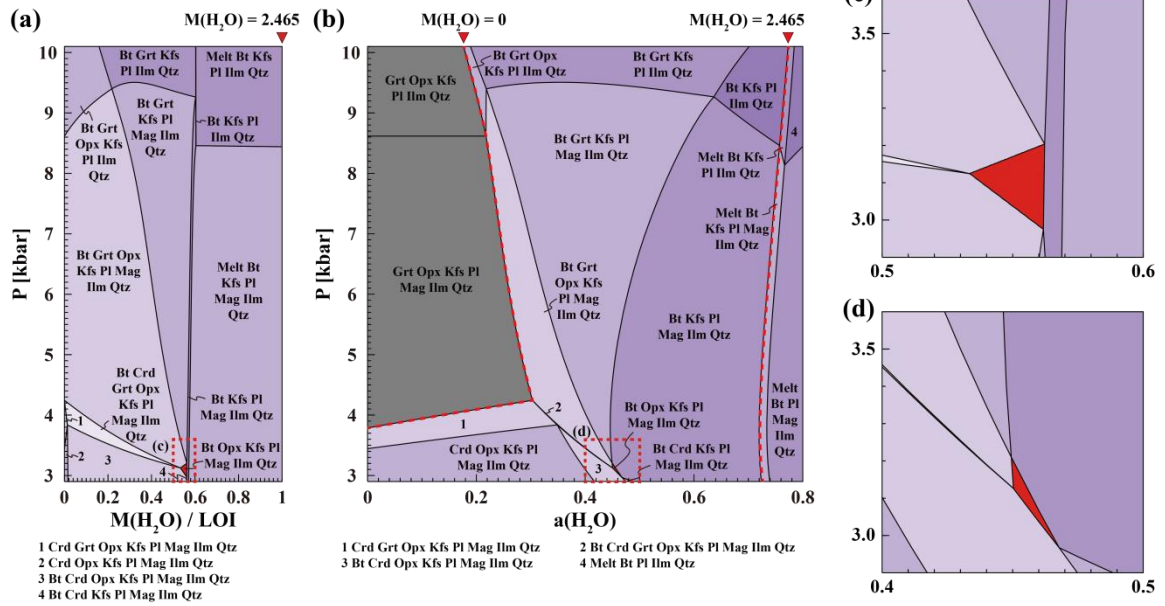 (a)
M(H2O) = 2.465
Bt Grt Kfs
Pl Ilm Qtz
Melt Bt Kfs
Pl Ilm Qtz
Bt Grt
Opx Kfs
Pl Ilm
Qtz
Bt Grt
Kfs Pl
Mag Ilm
Qtz
Bt Kfs Pl
Ilm Qtz
Bt Grt Opx
Kfs Pl Mag
Ilm Qtz
Melt Bt
Kfs Pl
Mag Ilm
Qtz
Bt Crd
Grt Opx
Kfs Pl
Mag Ilm
Qtz
Bt Kfs Pl
Mag Ilm Qtz
(c)
Bt Opx Kfs Pl
Mag Ilm Qtz
1
2
3
4
P [kbar]
10
9
8
7
6
5
4
3
0 0.2 0.4 0.6 0.8 1
M(H2O) / LOI
1 Crd Grt Opx Kfs Pl Mag Ilm Qtz
2 Crd Opx Kfs Pl Mag Ilm Qtz
3 Bt Crd Opx Kfs Pl Mag Ilm Qtz
4 Bt Crd Kfs Pl Mag Ilm Qtz
(b)
M(H2O) = 0
M(H2O) = 2.465
Grt Opx Kfs
Pl Ilm Qtz
Bt Grt Opx
Kfs Pl Ilm Qtz
Bt Grt Kfs
Pl Ilm Qtz
Bt Kfs Pl
Ilm Qtz
4
Bt Grt Kfs Pl
Mag Ilm Qtz
Melt Bt Kfs
Pl Ilm Qtz
Melt Bt
Kfs Pl Mag
Ilm Qtz
Grt Opx Kfs Pl
Mag Ilm Qtz
Bt Grt
Opx Kfs
Pl Mag
Ilm Qtz
Bt Kfs Pl
Mag Ilm Qtz
2
1
(d)
Bt Opx Kfs Pl
Mag Ilm Qtz
Melt
Bt Pl
Mag
Ilm
Qtz
Crd Opx Kfs Pl
Mag Ilm Qtz
3
Bt Crd Kfs Pl
Mag Ilm Qtz
P [kbar]
10
9
8
7
6
5
4
3
0 0.2 0.4 0.6 0.8
a(H2O)
1 Crd Grt Opx Kfs Pl Mag Ilm Qtz
2 Bt Crd Grt Opx Kfs Pl Mag Ilm Qtz
3 Bt Crd Opx Kfs Pl Mag Ilm Qtz
4 Melt Bt Pl Ilm Qtz
3.5
3.0
0.5 0.6
(d)
3.5
3.0
0.4 0.5